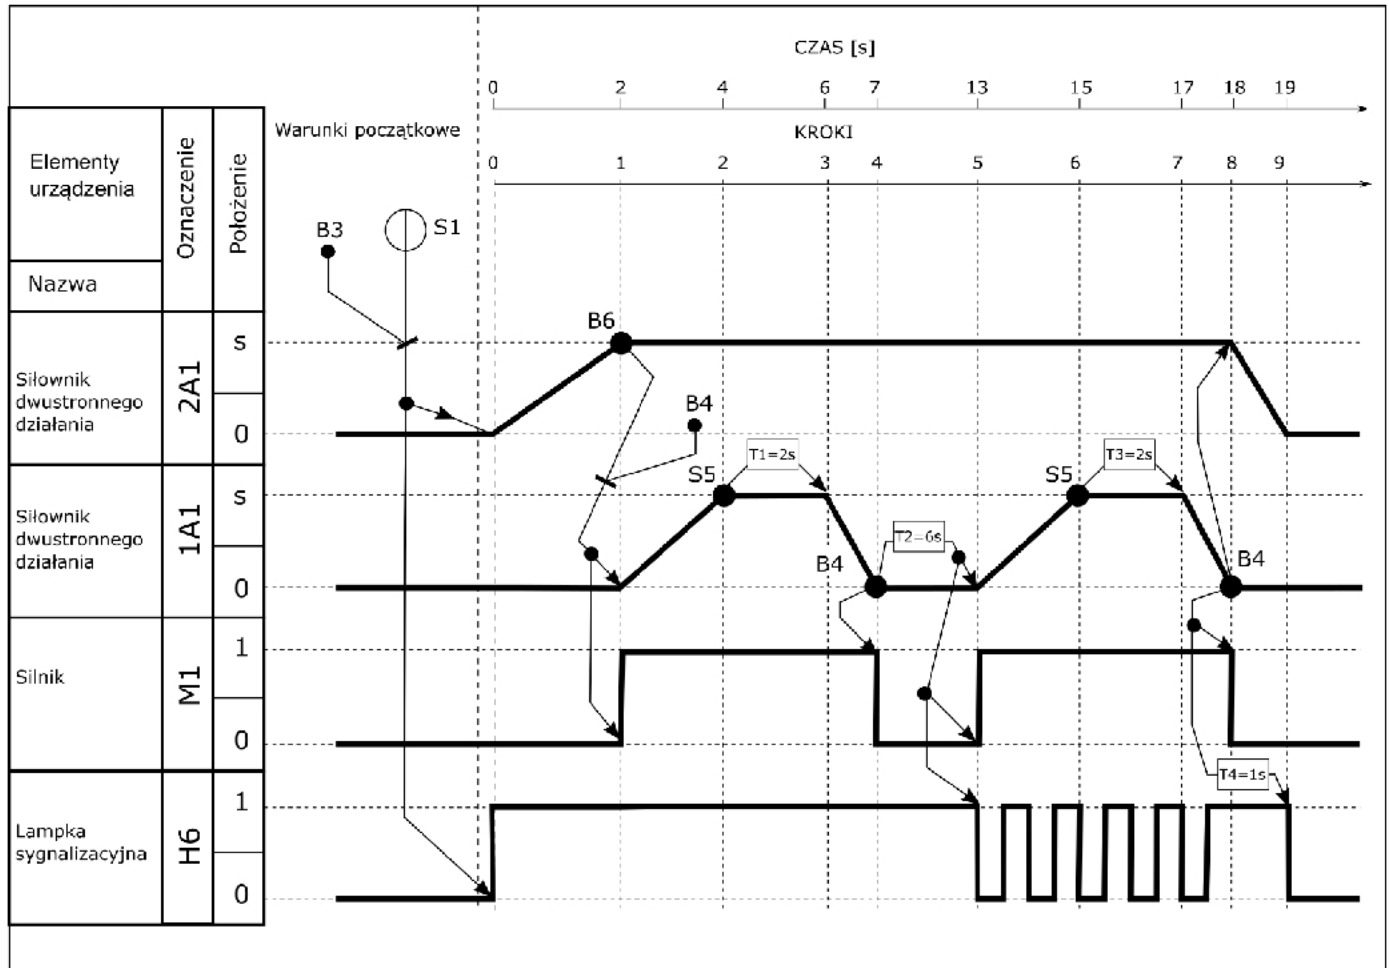 CZAS [s]
0 2 4 6 7 13 15 17 18 19
Warunki początkowe
KROKI
0 1 2 3 4 5 6 7 8 9
Elementy
urządzenia
Nazwa
Oznaczenie
Położenie
B3
S1
Siłownik
dwustronnego
działania
2A1
s
0
B6
B4
Siłownik
dwustronnego
działania
1A1
s
0
S5
T1=2s
B4
T2=6s
S5
T3=2s
B4
Silnik
M1
1
0
Lampka
sygnalizacyjna
H6
1
0
T4=1s